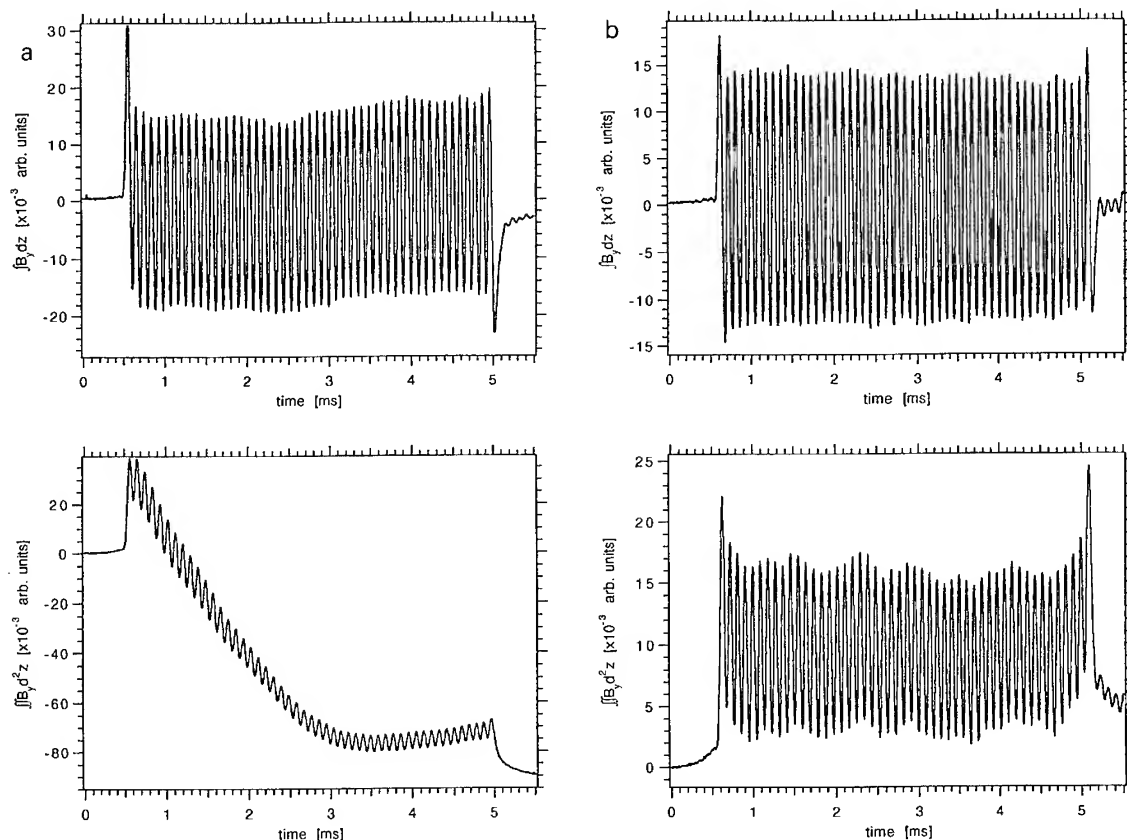 a
∫B_y dz [x10^-3 arb. units]
30
20
10
0
-10
-20
0 1 2 3 4 5
time [ms]
b
∫B_y dz [x10^-3 arb. units]
15
10
5
0
-5
-10
-15
0 1 2 3 4 5
time [ms]
∫∫B_y d^2z [x10^-3 arb. units]
20
0
-20
-40
-60
-80
0 1 2 3 4 5
time [ms]
∫∫B_y d^2z [x10^-3 arb. units]
25
20
15
10
5
0
0 1 2 3 4 5
time [ms]